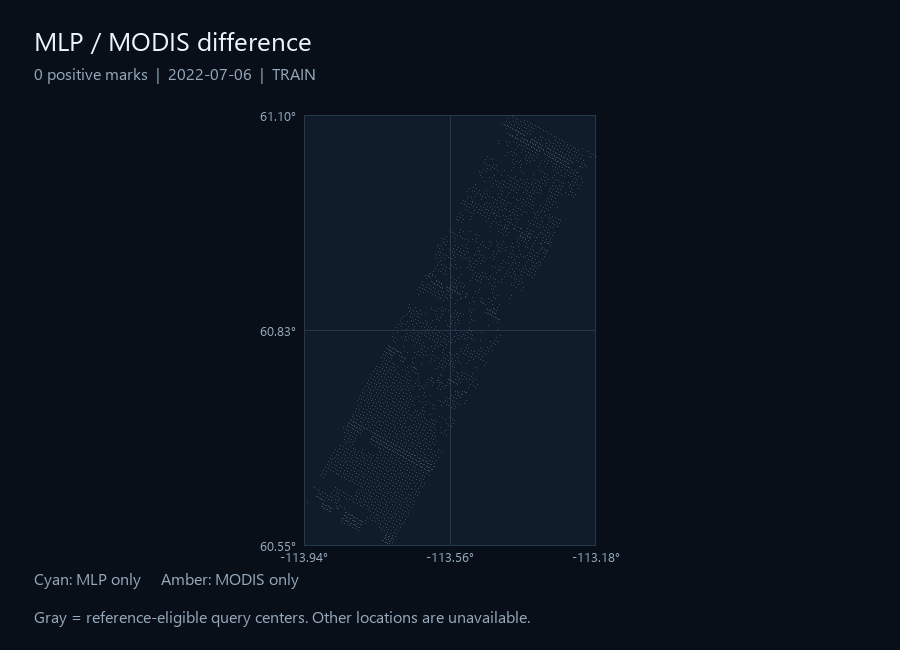 MLP / MODIS difference
0 positive marks | 2022-07-06 | TRAIN
61.10°
60.83°
60.55°
-113.94° -113.56° -113.18°
Cyan: MLP only Amber: MODIS only
Gray = reference-eligible query centers. Other locations are unavailable.